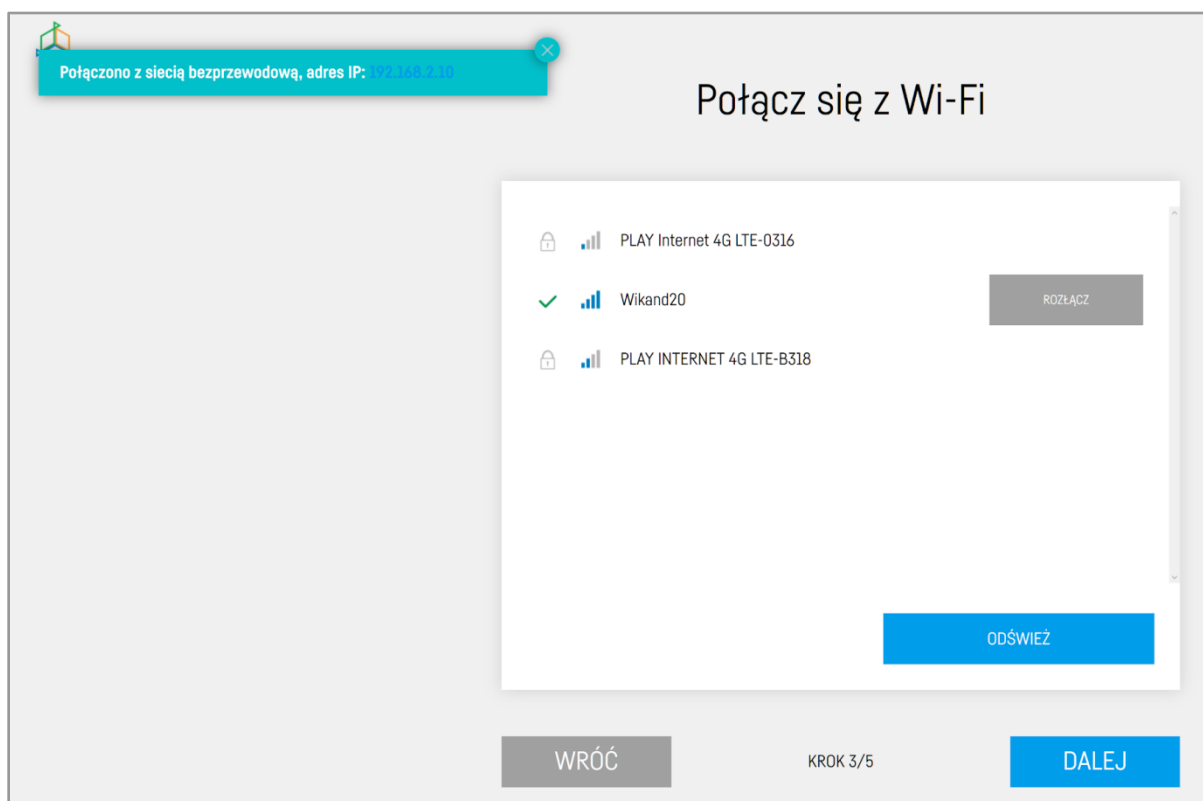 Połączono z siecią bezprzewodową, adres IP: 192.168.2.10
Połącz się z Wi-Fi
PLAY Internet 4G LTE-0316
Wikand20
ROZŁĄCZ
PLAY INTERNET 4G LTE-B318
ODŚWIEŻ
WRÓĆ
KROK 3/5
DALEJ